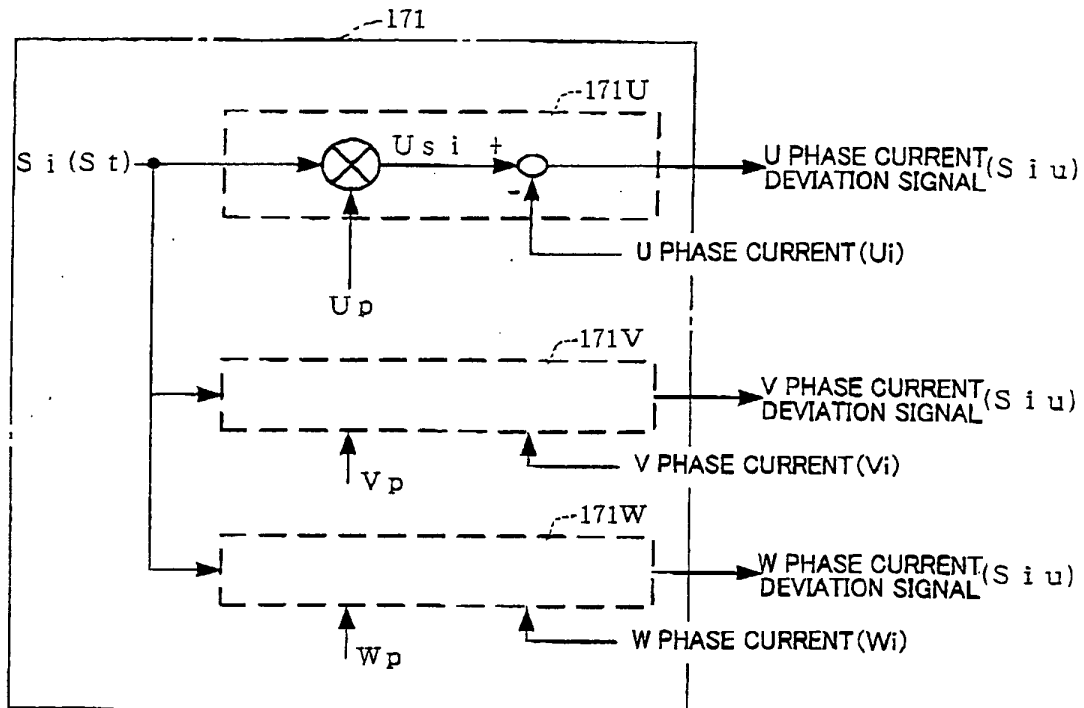 171
171U
S i (S t)
U s i
+
-
U PHASE CURRENT
DEVIATION SIGNAL (S i u)
U PHASE CURRENT(Ui)
U p
171V
V PHASE CURRENT
DEVIATION SIGNAL (S i u)
V PHASE CURRENT(Vi)
V p
171W
W PHASE CURRENT
DEVIATION SIGNAL (S i u)
W PHASE CURRENT(Wi)
W p